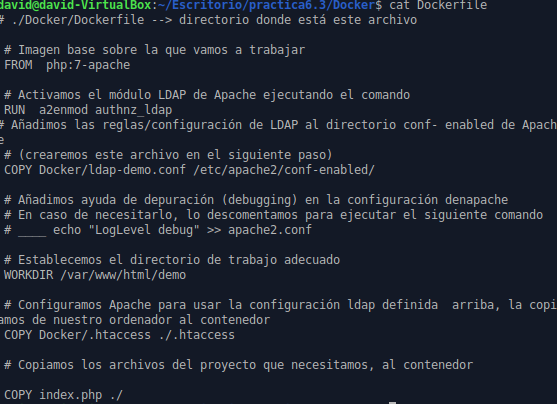 david@david-VirtualBox:~/Escritorio/practica6.3/Docker$ cat Dockerfile
# ./Docker/Dockerfile --> directorio donde está este archivo
# Imagen base sobre la que vamos a trabajar
FROM  php:7-apache
# Activamos el módulo LDAP de Apache ejecutando el comando
RUN  a2enmod authnz_ldap
# Añadimos las reglas/configuración de LDAP al directorio conf- enabled de Apach
e
# (crearemos este archivo en el siguiente paso)
COPY Docker/ldap-demo.conf /etc/apache2/conf-enabled/
# Añadimos ayuda de depuración (debugging) en la configuración denapache
# En caso de necesitarlo, lo descomentamos para ejecutar el siguiente comando
# ____ echo "LogLevel debug" >> apache2.conf
# Establecemos el directorio de trabajo adecuado
WORKDIR /var/www/html/demo
# Configuramos Apache para usar la configuración ldap definida  arriba, la copi
amos de nuestro ordenador al contenedor
COPY Docker/.htaccess ./.htaccess
# Copiamos los archivos del proyecto que necesitamos, al contenedor
COPY index.php ./